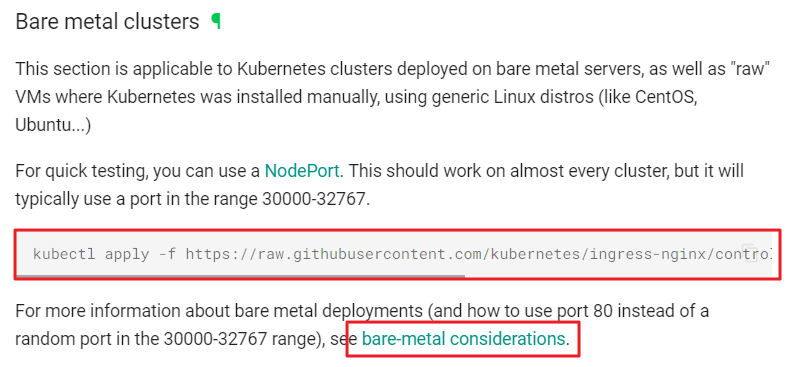 Bare metal clusters ¶
This section is applicable to Kubernetes clusters deployed on bare metal servers, as well as "raw"
VMs where Kubernetes was installed manually, using generic Linux distros (like CentOS,
Ubuntu...)
For quick testing, you can use a NodePort. This should work on almost every cluster, but it will
typically use a port in the range 30000-32767.
kubectl apply -f https://raw.githubusercontent.com/kubernetes/ingress-nginx/contro
For more information about bare metal deployments (and how to use port 80 instead of a
random port in the 30000-32767 range), see bare-metal considerations.